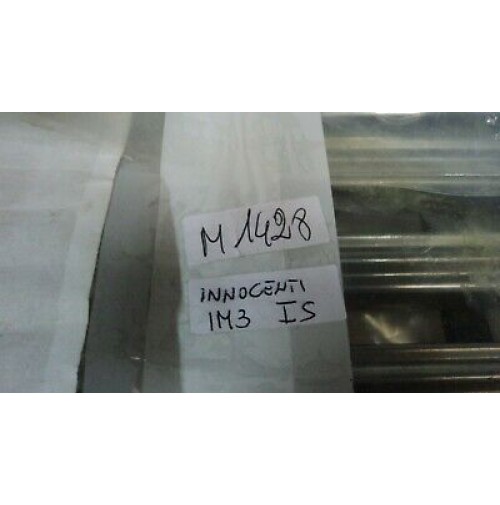 M 1428
INNOCENTI
IM3 IS